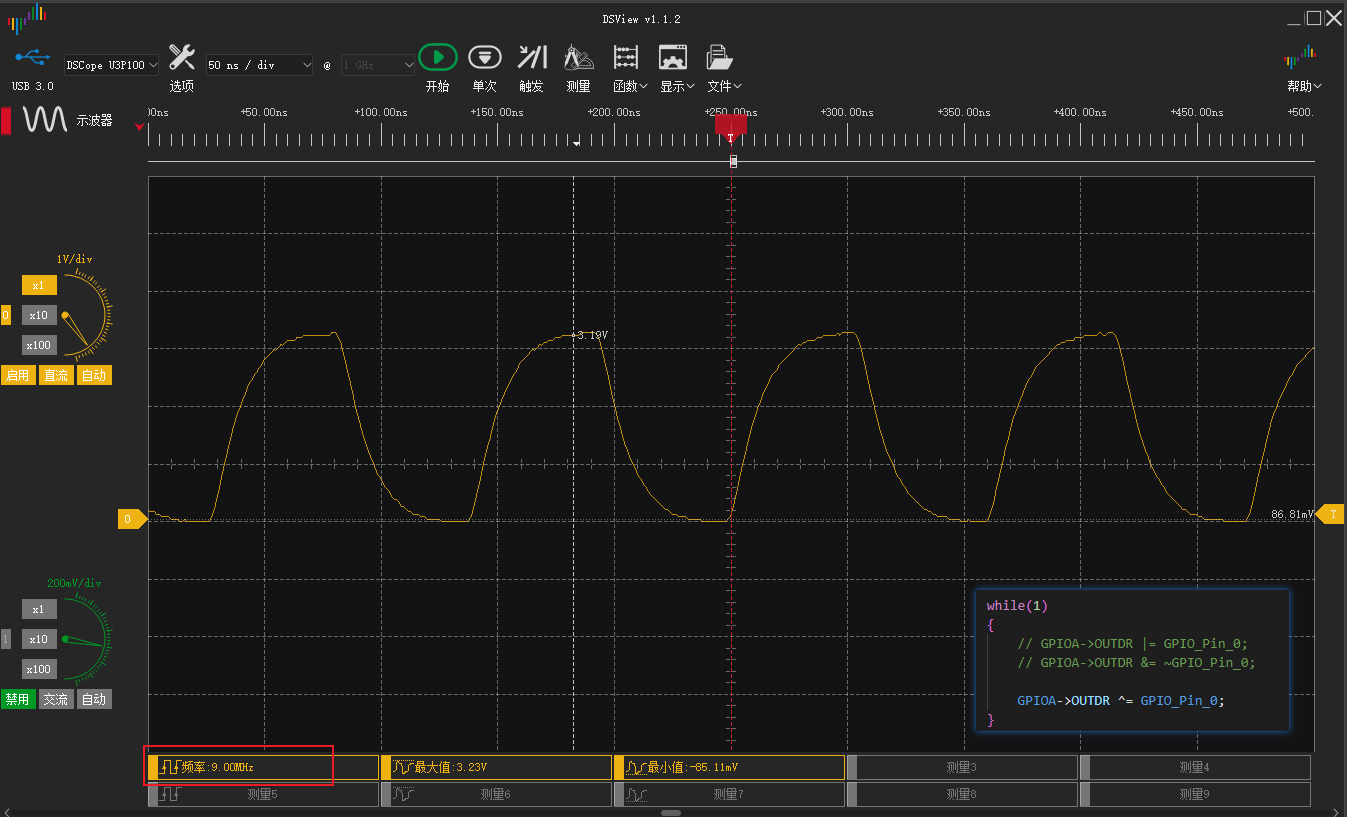 DSView v1.1.2
USB 3.0
DSCope U3P100
选项
50 ns / div
@
1 GHz
开始
单次
触发
测量
函数
显示
文件
帮助
示波器
00ns
+50.00ns
+100.00ns
+150.00ns
+200.00ns
+250.00ns
+300.00ns
+350.00ns
+400.00ns
+450.00ns
+500.
T
1V/div
x1
0
x10
x100
启用
直流
自动
3.19V
0
86.81mV
T
200mV/div
x1
1
x10
x100
禁用
交流
自动
while(1)
{
// GPIOA->OUTDR |= GPIO_Pin_0;
// GPIOA->OUTDR &= ~GPIO_Pin_0;
GPIOA->OUTDR ^= GPIO_Pin_0;
}
频率:9.00MHz
最大值:3.23V
最小值:-85.11mV
测量3
测量4
测量5
测量6
测量7
测量8
测量9